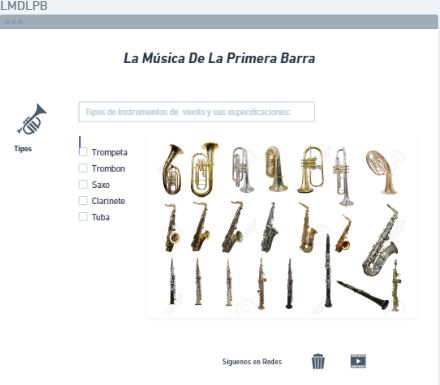 LMDLPB
La Música De La Primera Barra
Tipos de Instrumentos de viento y sus especificaciones:
Tipos
Trompeta
Trombon
Saxo
Clarinete
Tuba
Síguenos en Redes